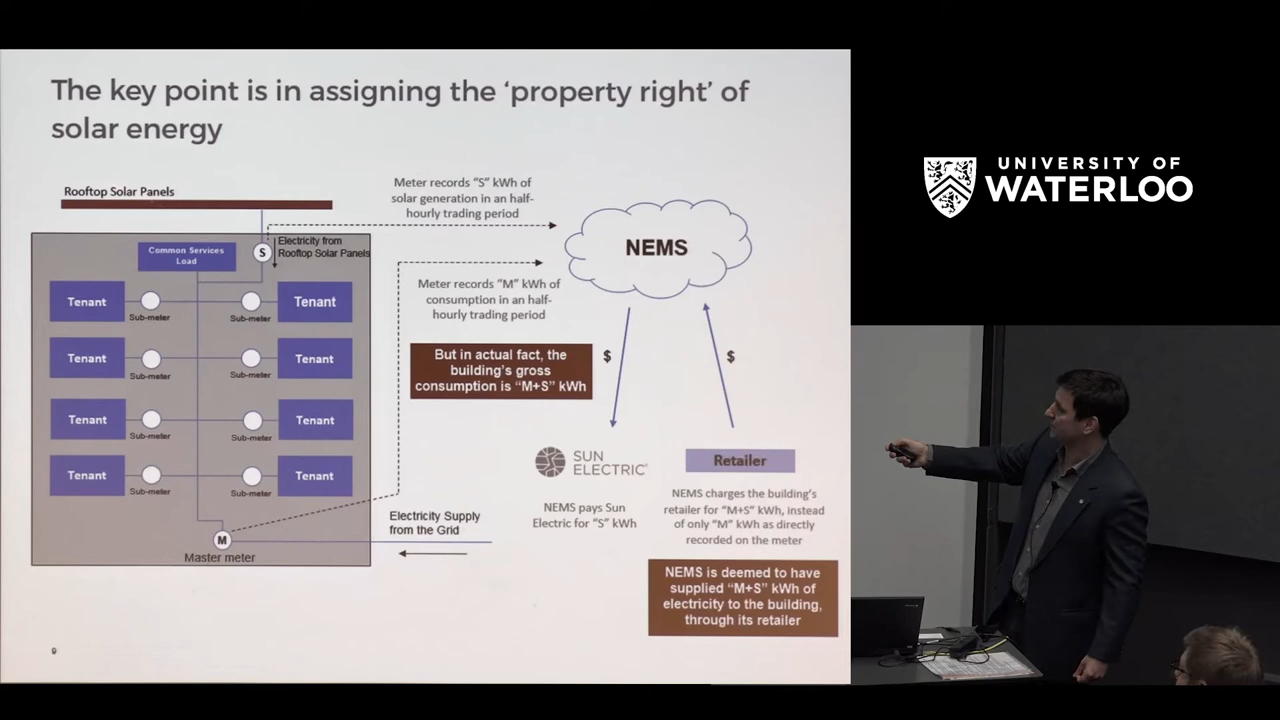 The key point is in assigning the ‘property right’ of
solar energy
Rooftop Solar Panels
Common Services
Load
S
Electricity from
Rooftop Solar Panels
Tenant
Sub-meter
Sub-meter
Tenant
Tenant
Sub-meter
Sub-meter
Tenant
Tenant
Sub-meter
Sub-meter
Tenant
Tenant
Sub-meter
Sub-meter
Tenant
M
Master meter
Meter records “S” kWh of
solar generation in an half-
hourly trading period
Meter records “M” kWh of
consumption in an half-
hourly trading period
But in actual fact, the
building’s gross
consumption is “M+S” kWh
Electricity Supply
from the Grid
NEMS
$
$
SUN
ELECTRIC
NEMS pays Sun
Electric for “S” kWh
Retailer
NEMS charges the building’s
retailer for “M+S” kWh, instead
of only “M” kWh as directly
recorded on the meter
NEMS is deemed to have
supplied “M+S” kWh of
electricity to the building,
through its retailer
9
UNIVERSITY OF
WATERLOO